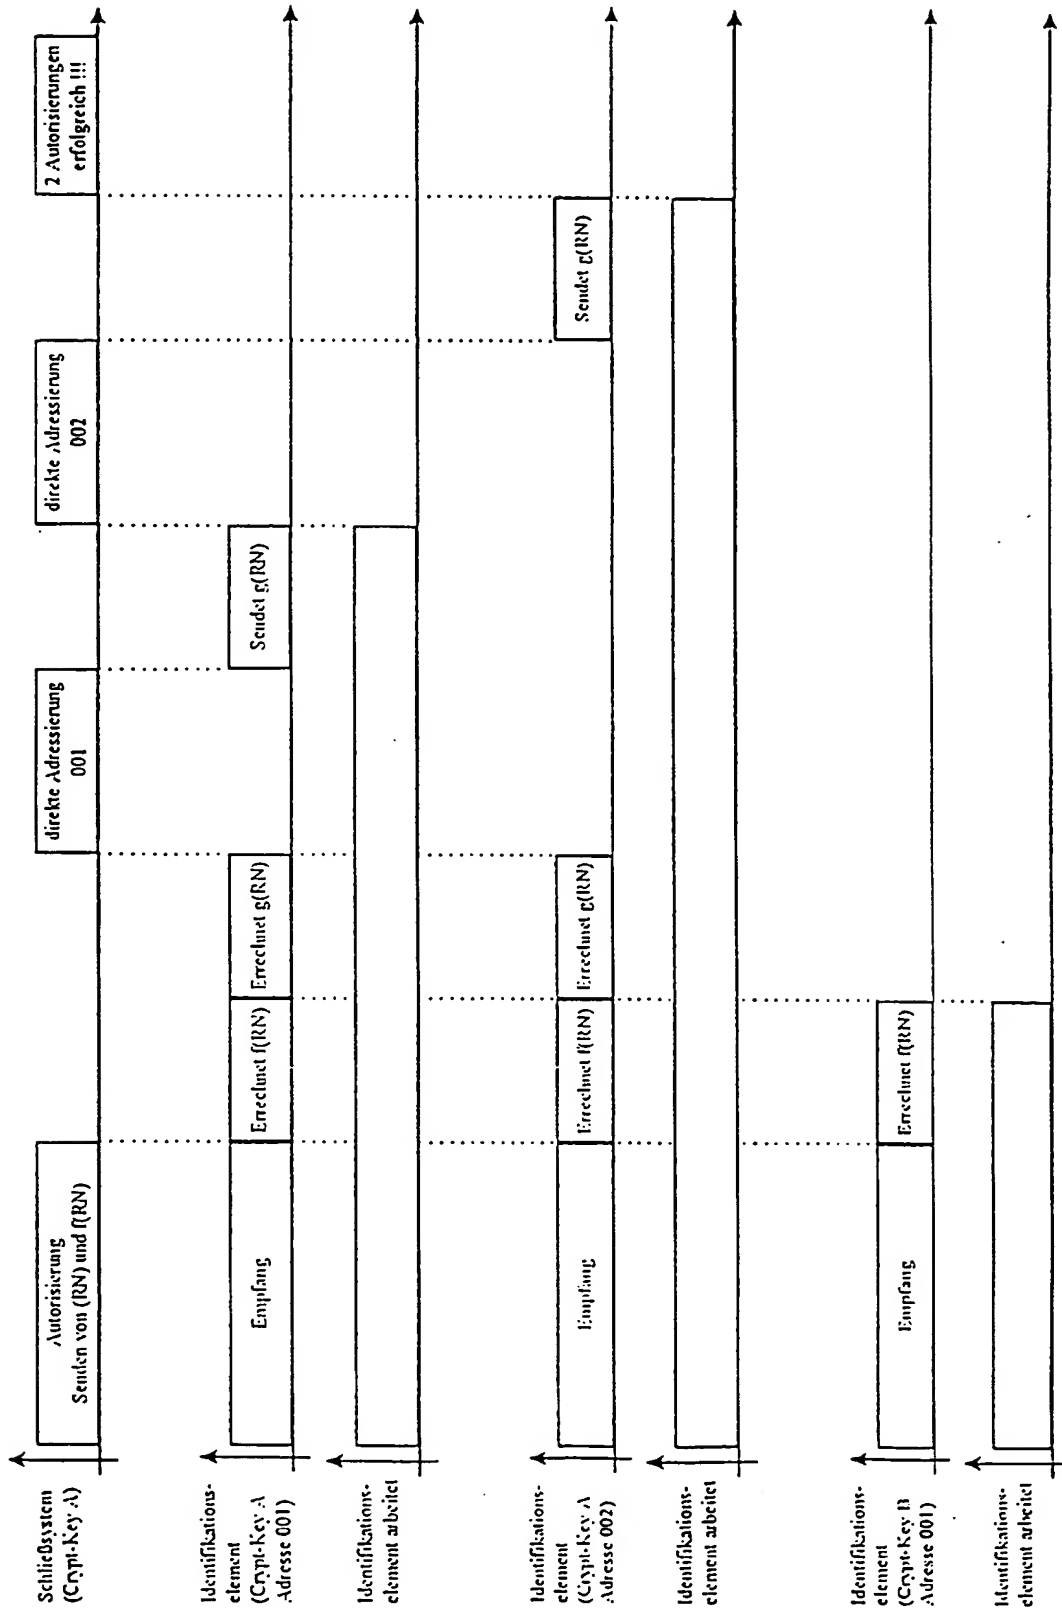 Schließsystem
(Crypt-Key A)
Autorisierung
Senden von (RN) und f(RN)
direkte Adressierung
001
direkte Adressierung
002
2 Autorisierungen
erfolgreich !!!
Identifikations-
element
(Crypt-Key A
Adresse 001)
Empfang
Errechnet f(RN)
Errechnet g(RN)
Sendet g(RN)
Identifikations-
element arbeitet
Identifikations-
element
(Crypt-Key A
Adresse 002)
Empfang
Errechnet f(RN)
Errechnet g(RN)
Sendet g(RN)
Identifikations-
element arbeitet
Identifikations-
element
(Crypt-Key B
Adresse 001)
Empfang
Errechnet f(RN)
Identifikations-
element arbeitet